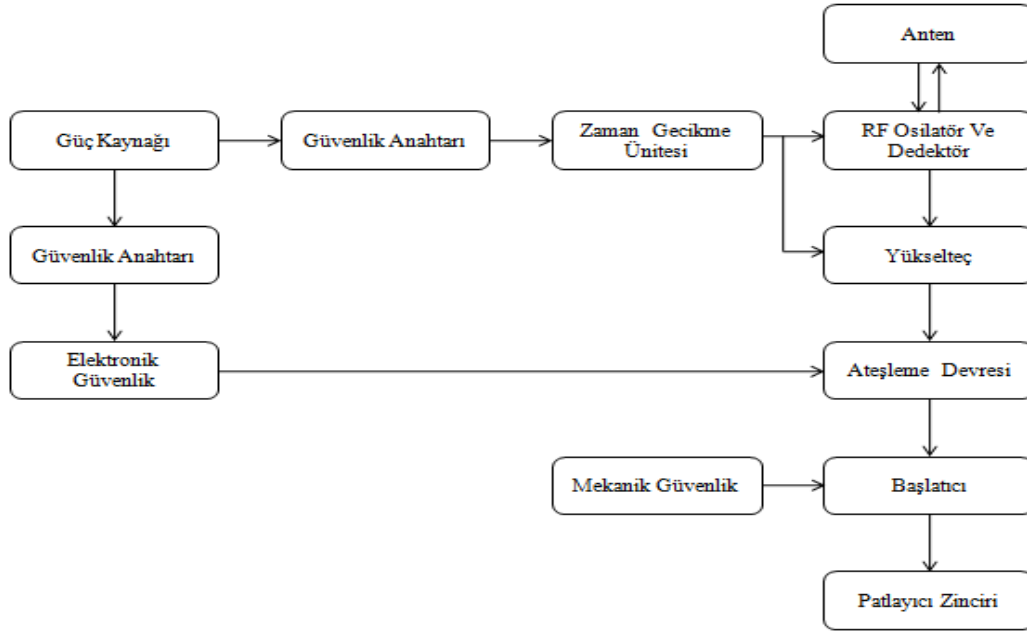 Anten
Güç Kaynağı
Güvenlik Anahtarı
Zaman Gecikme
Ünitesi
RF Osilatör Ve
Dedektör
Güvenlik Anahtarı
Yükselteç
Elektronik
Güvenlik
Ateşleme Devresi
Mekanik Güvenlik
Başlatıcı
Patlayıcı Zinciri